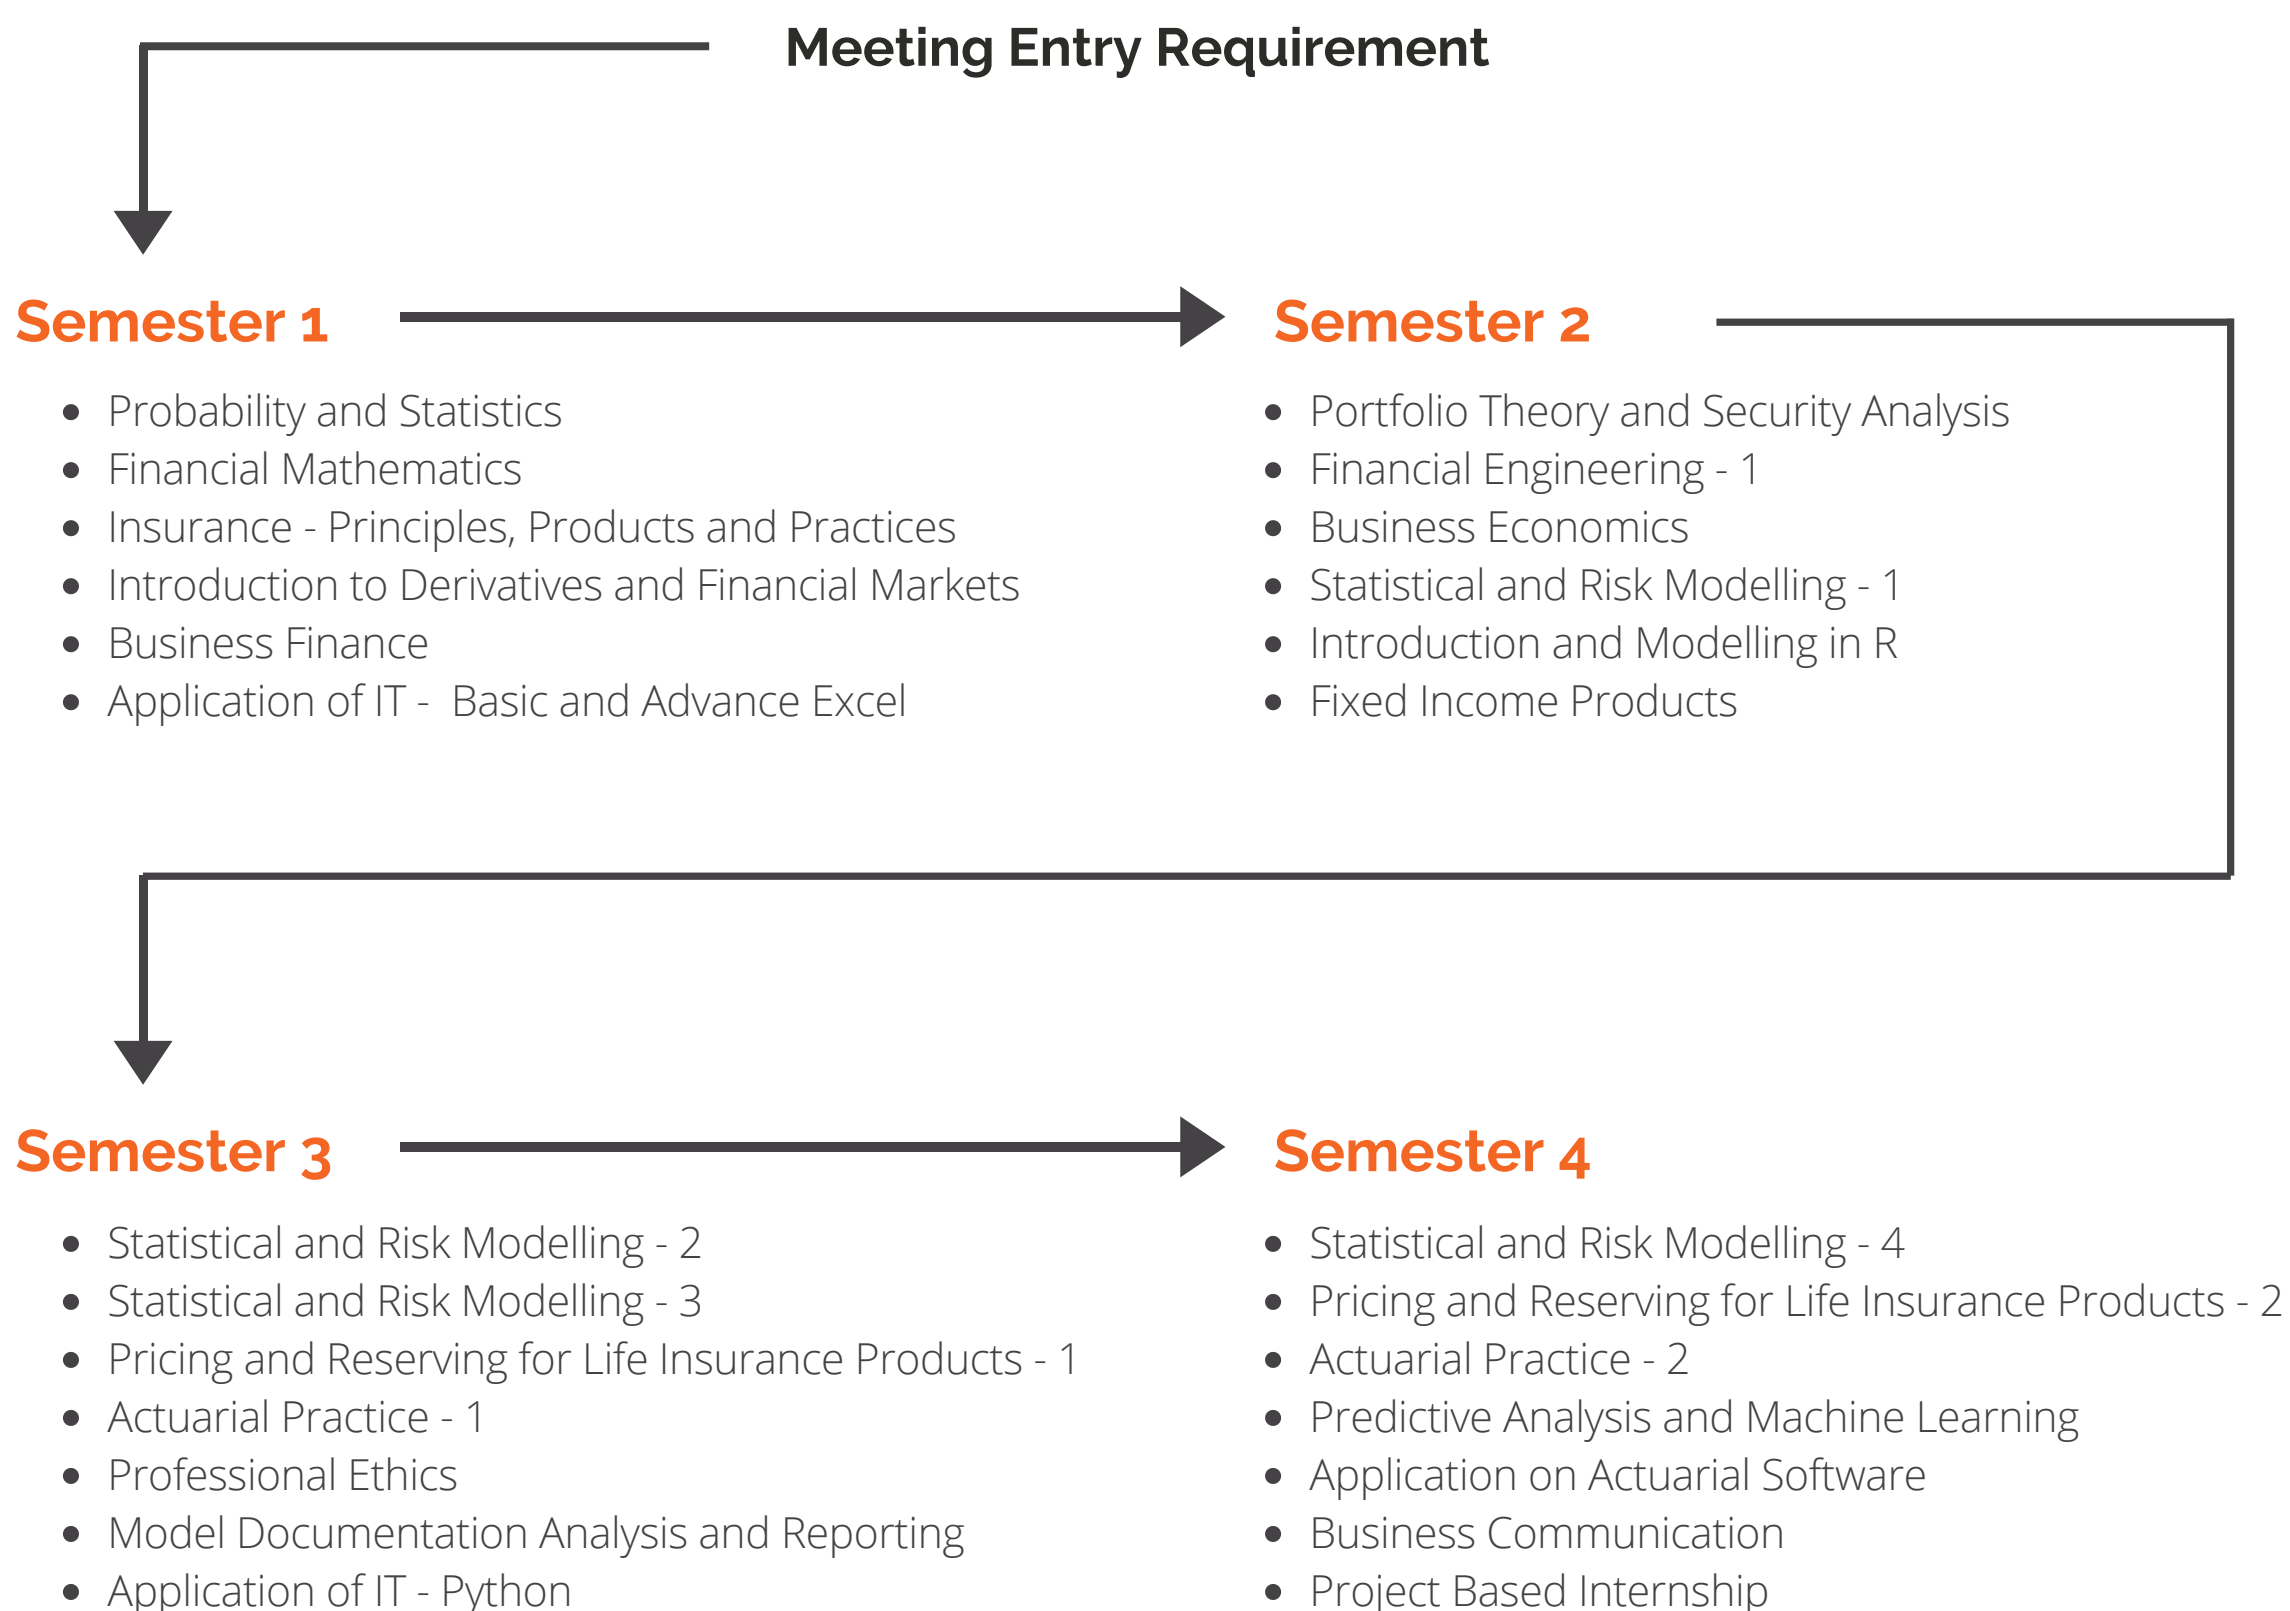 Meeting Entry Requirement
Semester 1
• Probability and Statistics
• Financial Mathematics
• Insurance - Principles, Products and Practices
• Introduction to Derivatives and Financial Markets
• Business Finance
• Application of IT -  Basic and Advance Excel
Semester 2
• Portfolio Theory and Security Analysis
• Financial Engineering - 1
• Business Economics
• Statistical and Risk Modelling - 1
• Introduction and Modelling in R
• Fixed Income Products
Semester 3
• Statistical and Risk Modelling - 2
• Statistical and Risk Modelling - 3
• Pricing and Reserving for Life Insurance Products - 1
• Actuarial Practice - 1
• Professional Ethics
• Model Documentation Analysis and Reporting
• Application of IT - Python
Semester 4
• Statistical and Risk Modelling - 4
• Pricing and Reserving for Life Insurance Products - 2
• Actuarial Practice - 2
• Predictive Analysis and Machine Learning
• Application on Actuarial Software
• Business Communication
• Project Based Internship